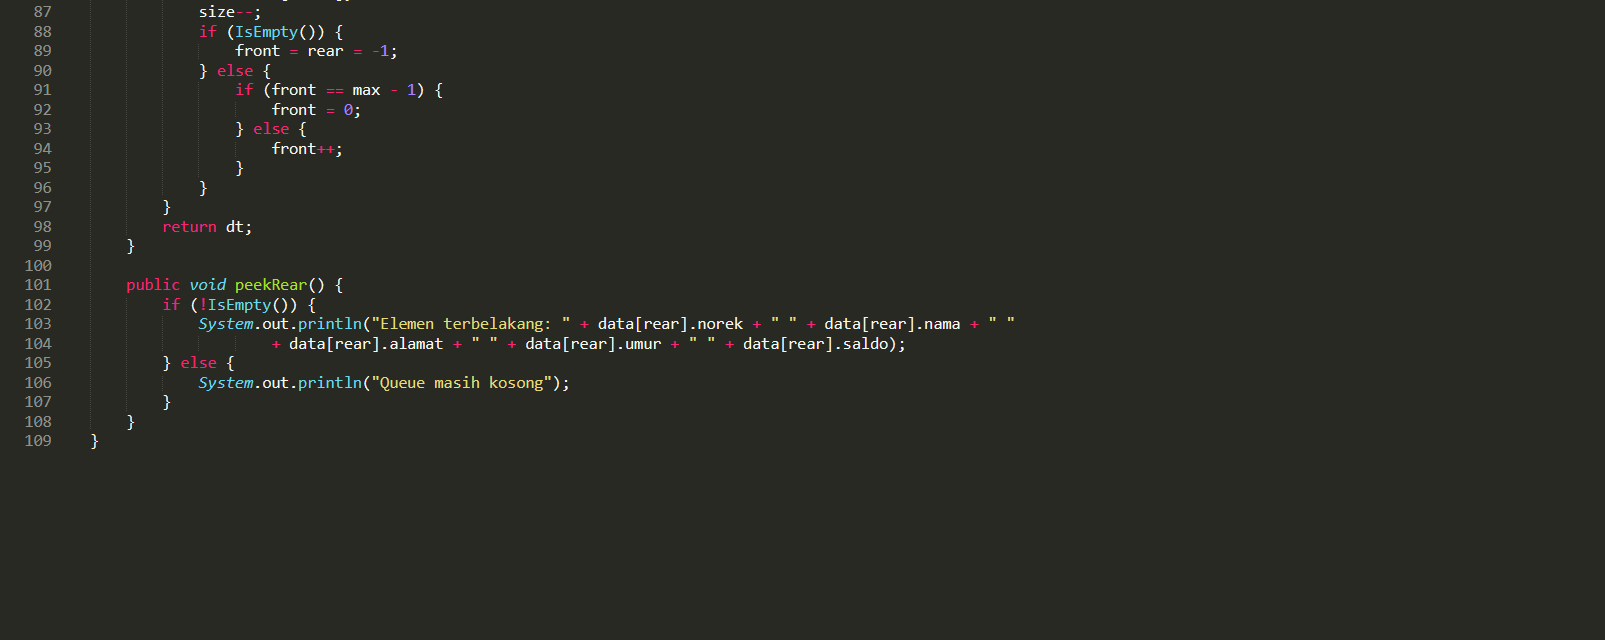 87 size--;
88 if (IsEmpty()) {
89 front = rear = -1;
90 } else {
91 if (front == max - 1) {
92 front = 0;
93 } else {
94 front++;
95 }
96 }
97 }
98 return dt;
99 }
100
101 public void peekRear() {
102 if (!IsEmpty()) {
103 System.out.println("Elemen terbelakang: " + data[rear].norek + " " + data[rear].nama + " "
104 + data[rear].alamat + " " + data[rear].umur + " " + data[rear].saldo);
105 } else {
106 System.out.println("Queue masih kosong");
107 }
108 }
109 }